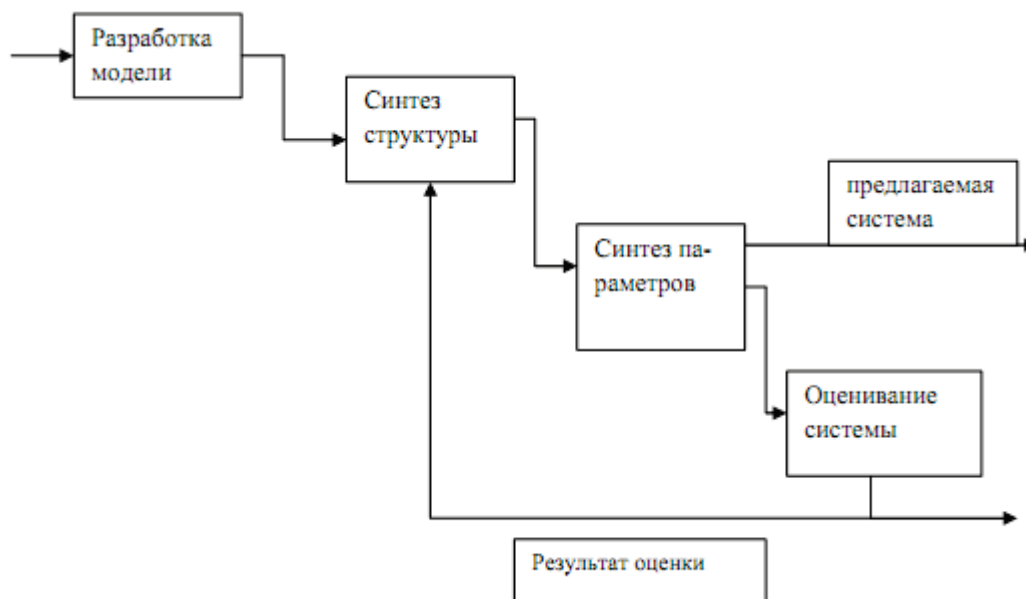 Разработка
модели
Синтез
структуры
предлагаемая
система
Синтез па-
раметров
Оценивание
системы
Результат оценки